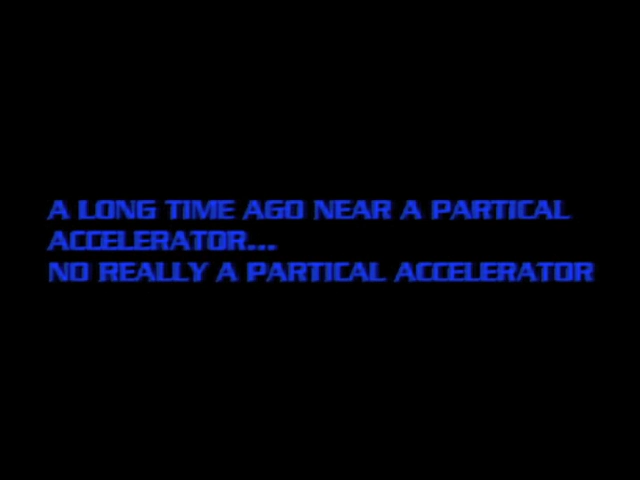 A LONG TIME AGO NEAR A PARTICAL
ACCELERATOR...
NO REALLY A PARTICAL ACCELERATOR